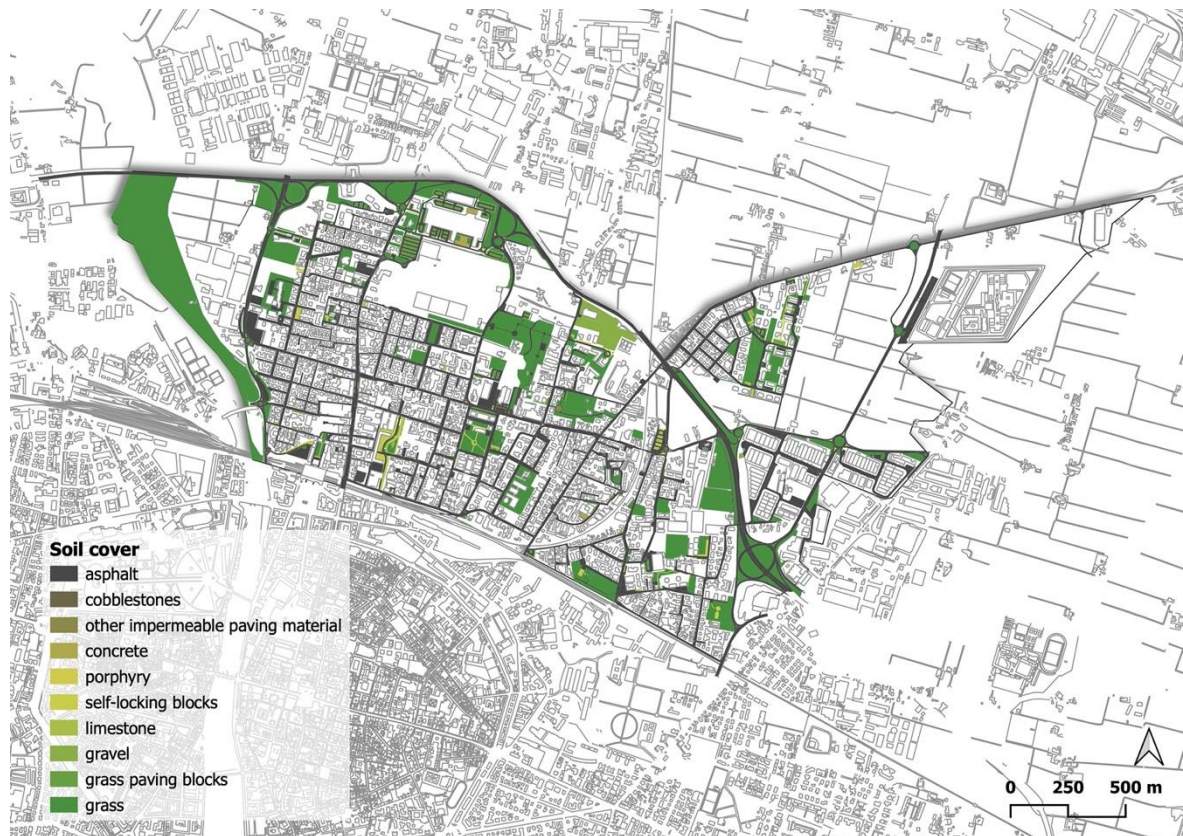 Soil cover
asphalt
cobblestones
other impermeable paving material
concrete
porphyry
self-locking blocks
limestone
gravel
grass paving blocks
grass
0 250 500 m